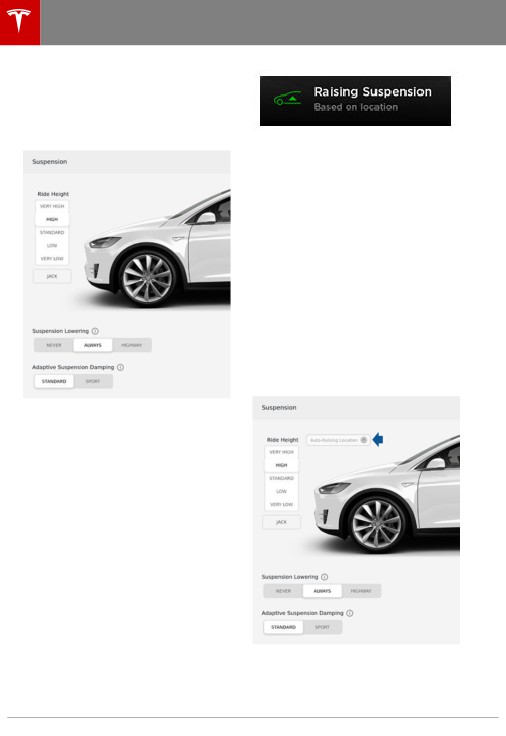 Suspension
Ride Height
VERY HIGH
HIGH
STANDARD
LOW
VERY LOW
JACK
Suspension Lowering
NEVER ALWAYS HIGHWAY
Adaptive Suspension Damping
STANDARD SPORT
Raising Suspension
Based on location
Suspension
Ride Height Auto-Raising Location
VERY HIGH
HIGH
STANDARD
LOW
VERY LOW
JACK
Suspension Lowering
NEVER ALWAYS HIGHWAY
Adaptive Suspension Damping
STANDARD SPORT